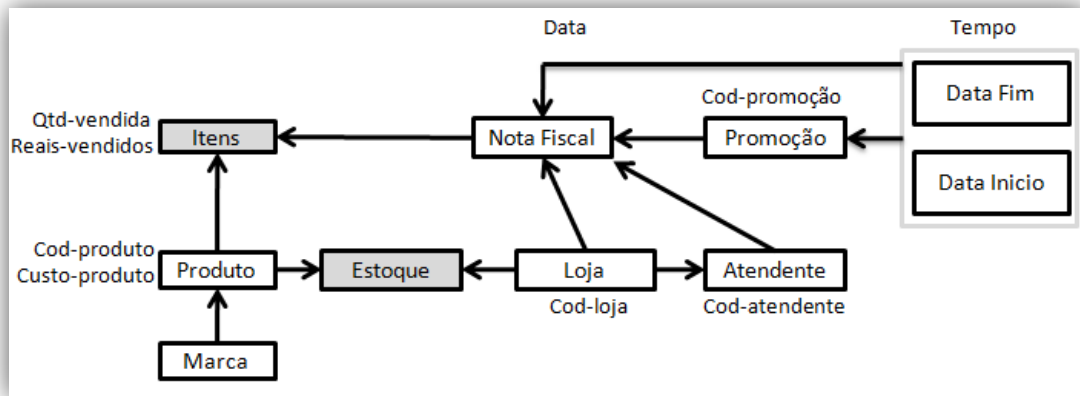 Data
Tempo
Data Fim
Cod-promoção
Qtd-vendida
Reais-vendidos
Itens
Nota Fiscal
Promoção
Data Inicio
Cod-produto
Custo-produto
Produto
Estoque
Loja
Atendente
Cod-loja
Cod-atendente
Marca